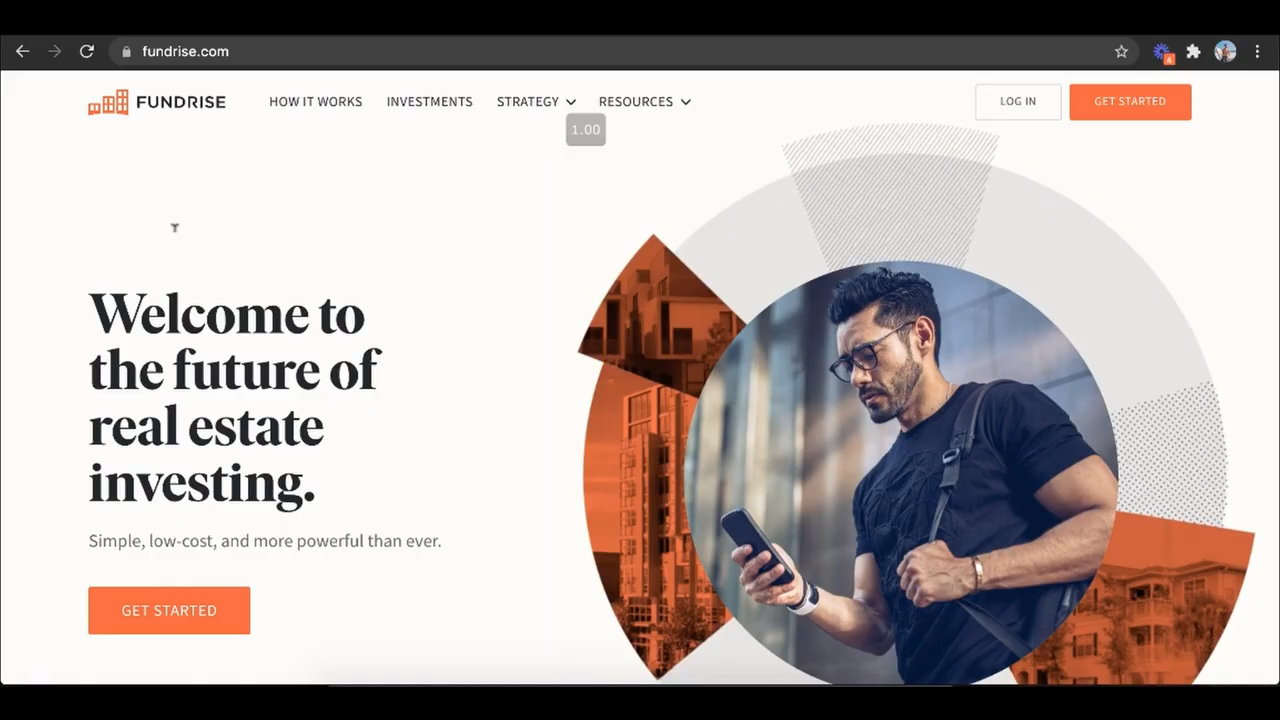 fundrise.com
4
FUNDRISE
HOW IT WORKS
INVESTMENTS
STRATEGY
RESOURCES
LOG IN
GET STARTED
1.00
Welcome to
the future of
real estate
investing.
Simple, low-cost, and more powerful than ever.
GET STARTED